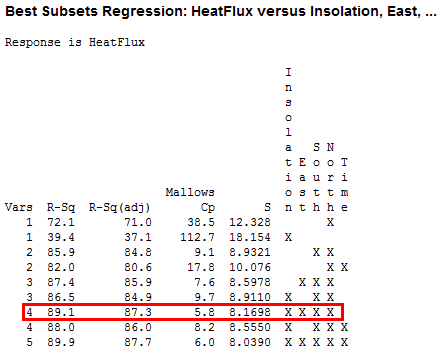 Best Subsets Regression: HeatFlux versus Insolation, East, ...
Response is HeatFlux
I
n
s
o
l
a S N
t E o o T
i a u r i
Mallows o s t t m
Vars R-Sq R-Sq(adj) Cp S n t h h e
1 72.1 71.0 38.5 12.328 X
1 39.4 37.1 112.7 18.154 X
2 85.9 84.8 9.1 8.9321 X X
2 82.0 80.6 17.8 10.076 X X
3 87.4 85.9 7.6 8.5978 X X X
3 86.5 84.9 9.7 8.9110 X X X
4 89.1 87.3 5.8 8.1698 X X X X
4 88.0 86.0 8.2 8.5550 X X X X
5 89.9 87.7 6.0 8.0390 X X X X X